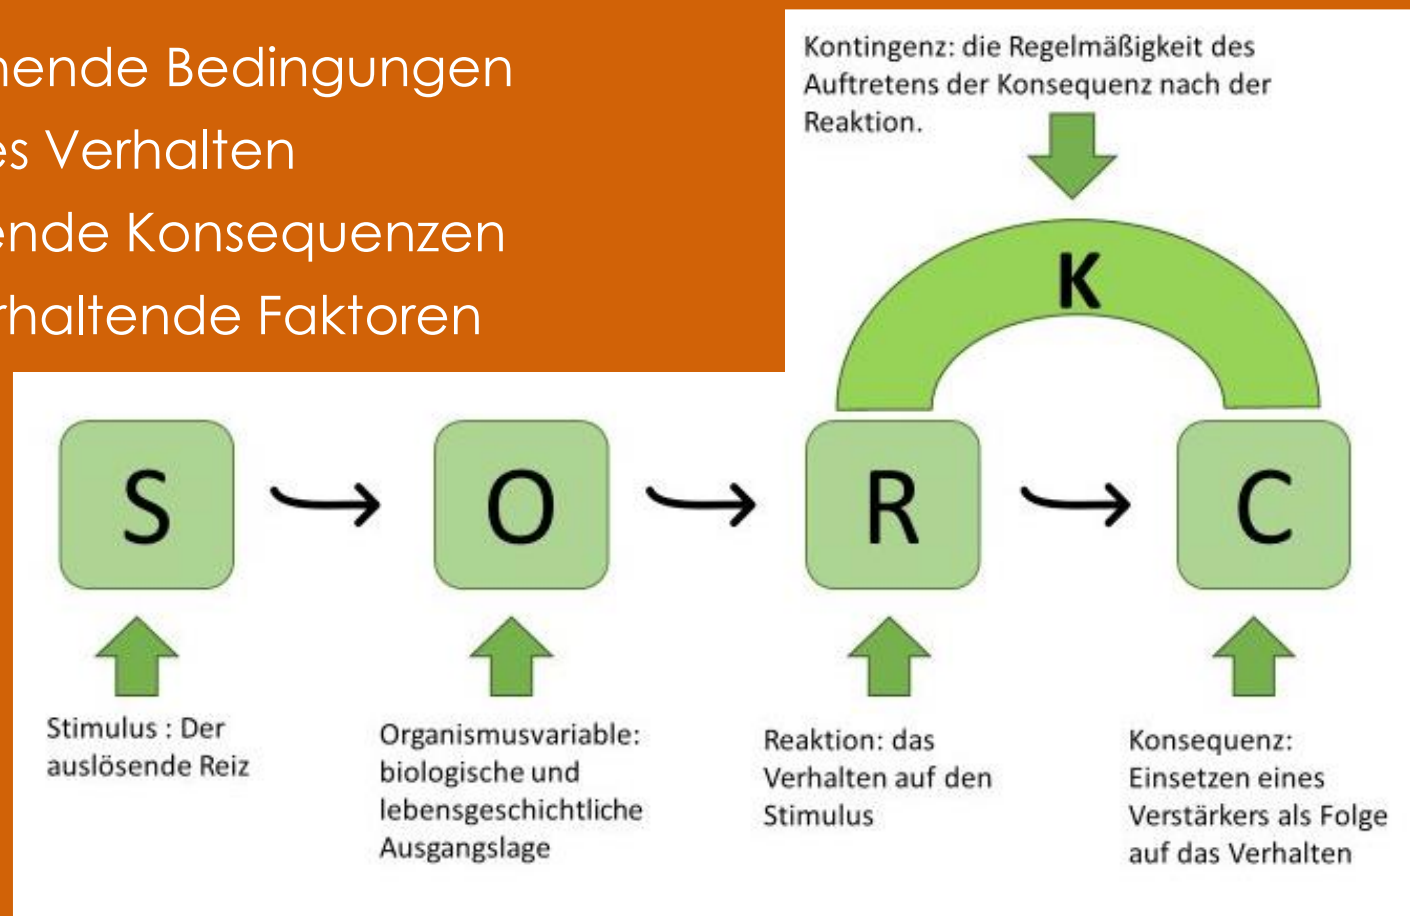 hende Bedingungen
es Verhalten
ende Konsequenzen
rhaltende Faktoren
Kontingenz: die Regelmäßigkeit des
Auftretens der Konsequenz nach der
Reaktion.
K
S
O
R
C
Stimulus : Der
auslösende Reiz
Organismusvariable:
biologische und
lebensgeschichtliche
Ausgangslage
Reaktion: das
Verhalten auf den
Stimulus
Konsequenz:
Einsetzen eines
Verstärkers als Folge
auf das Verhalten